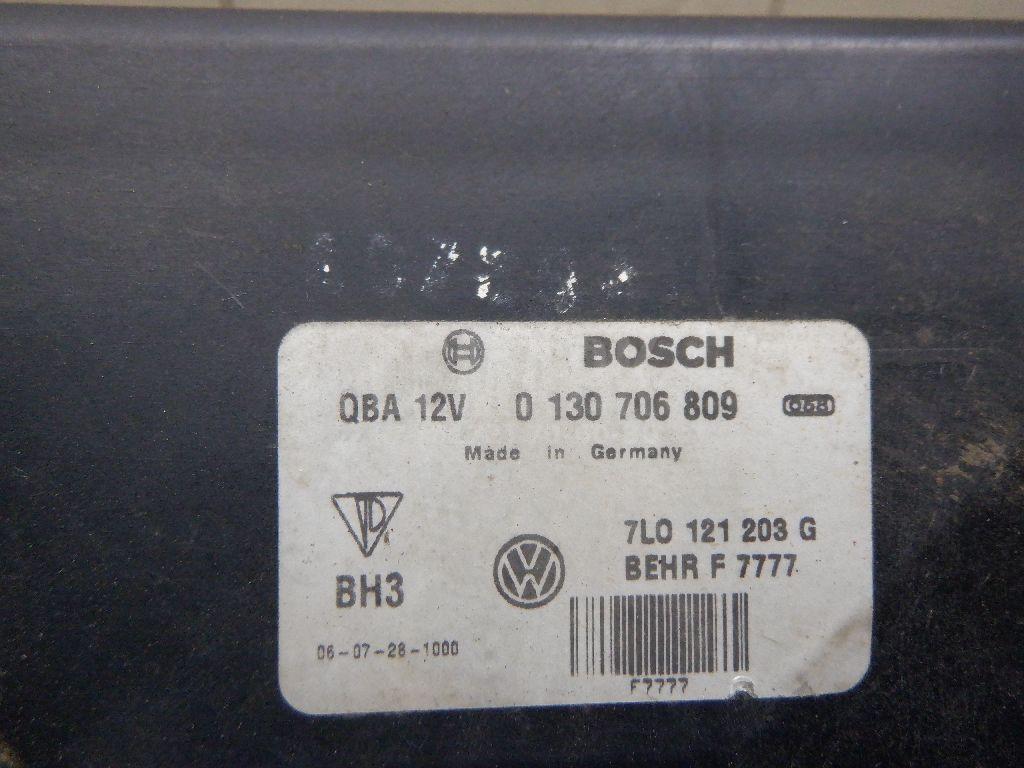 BOSCH
QBA 12V 0 130 706 809
Made in Germany
7L0 121 203 G
BEHR F 7777
BH3
06-07-28-1000
F7777